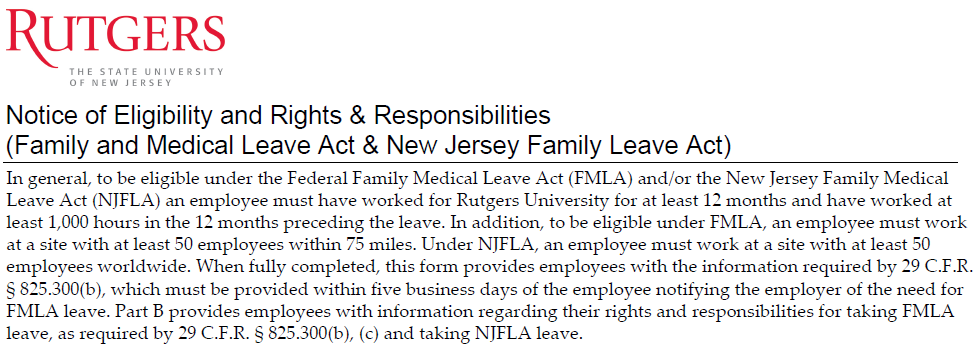 RUTGERS
THE STATE UNIVERSITY
OF NEW JERSEY
Notice of Eligibility and Rights & Responsibilities
(Family and Medical Leave Act & New Jersey Family Leave Act)
In general, to be eligible under the Federal Family Medical Leave Act (FMLA) and/or the New Jersey Family Medical
Leave Act (NJFLA) an employee must have worked for Rutgers University for at least 12 months and have worked at
least 1,000 hours in the 12 months preceding the leave. In addition, to be eligible under FMLA, an employee must work
at a site with at least 50 employees within 75 miles. Under NJFLA, an employee must work at a site with at least 50
employees worldwide. When fully completed, this form provides employees with the information required by 29 C.F.R.
§ 825.300(b), which must be provided within five business days of the employee notifying the employer of the need for
FMLA leave. Part B provides employees with information regarding their rights and responsibilities for taking FMLA
leave, as required by 29 C.F.R. § 825.300(b), (c) and taking NJFLA leave.